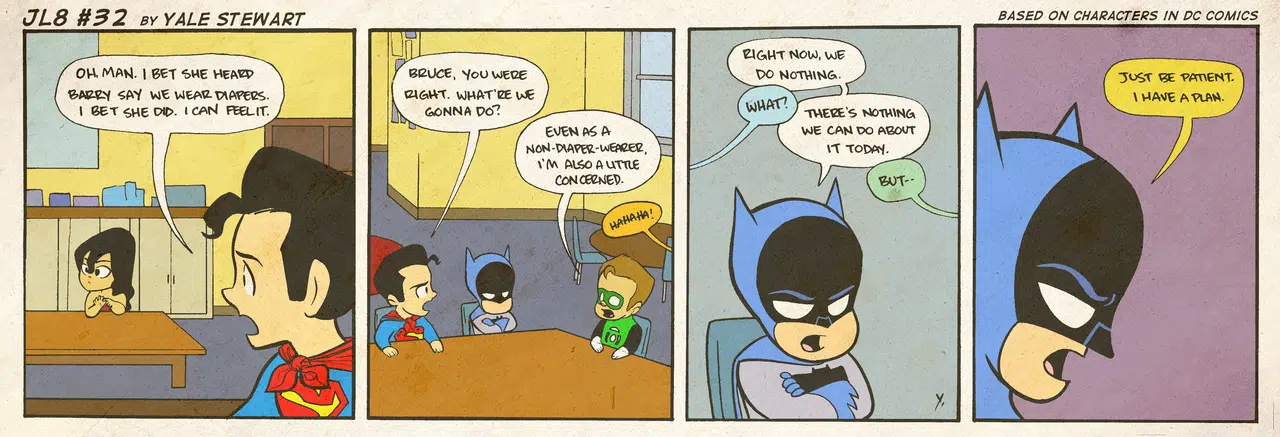 JL8 #32 BY YALE STEWART
BASED ON CHARACTERS IN DC COMICS
OH, MAN. I BET SHE HEARD
BARRY SAY WE WEAR DIAPERS.
I BET SHE DID. I CAN FEEL IT.
BRUCE, YOU WERE
RIGHT. WHAT'RE WE
GONNA DO?
EVEN AS A
NON-DIAPER-WEARER,
I'M ALSO A LITTLE
CONCERNED.
HAHAHA!
RIGHT NOW, WE
DO NOTHING.
WHAT?
THERE'S NOTHING
WE CAN DO ABOUT
IT TODAY.
BUT--
Y.
JUST BE PATIENT.
I HAVE A PLAN.